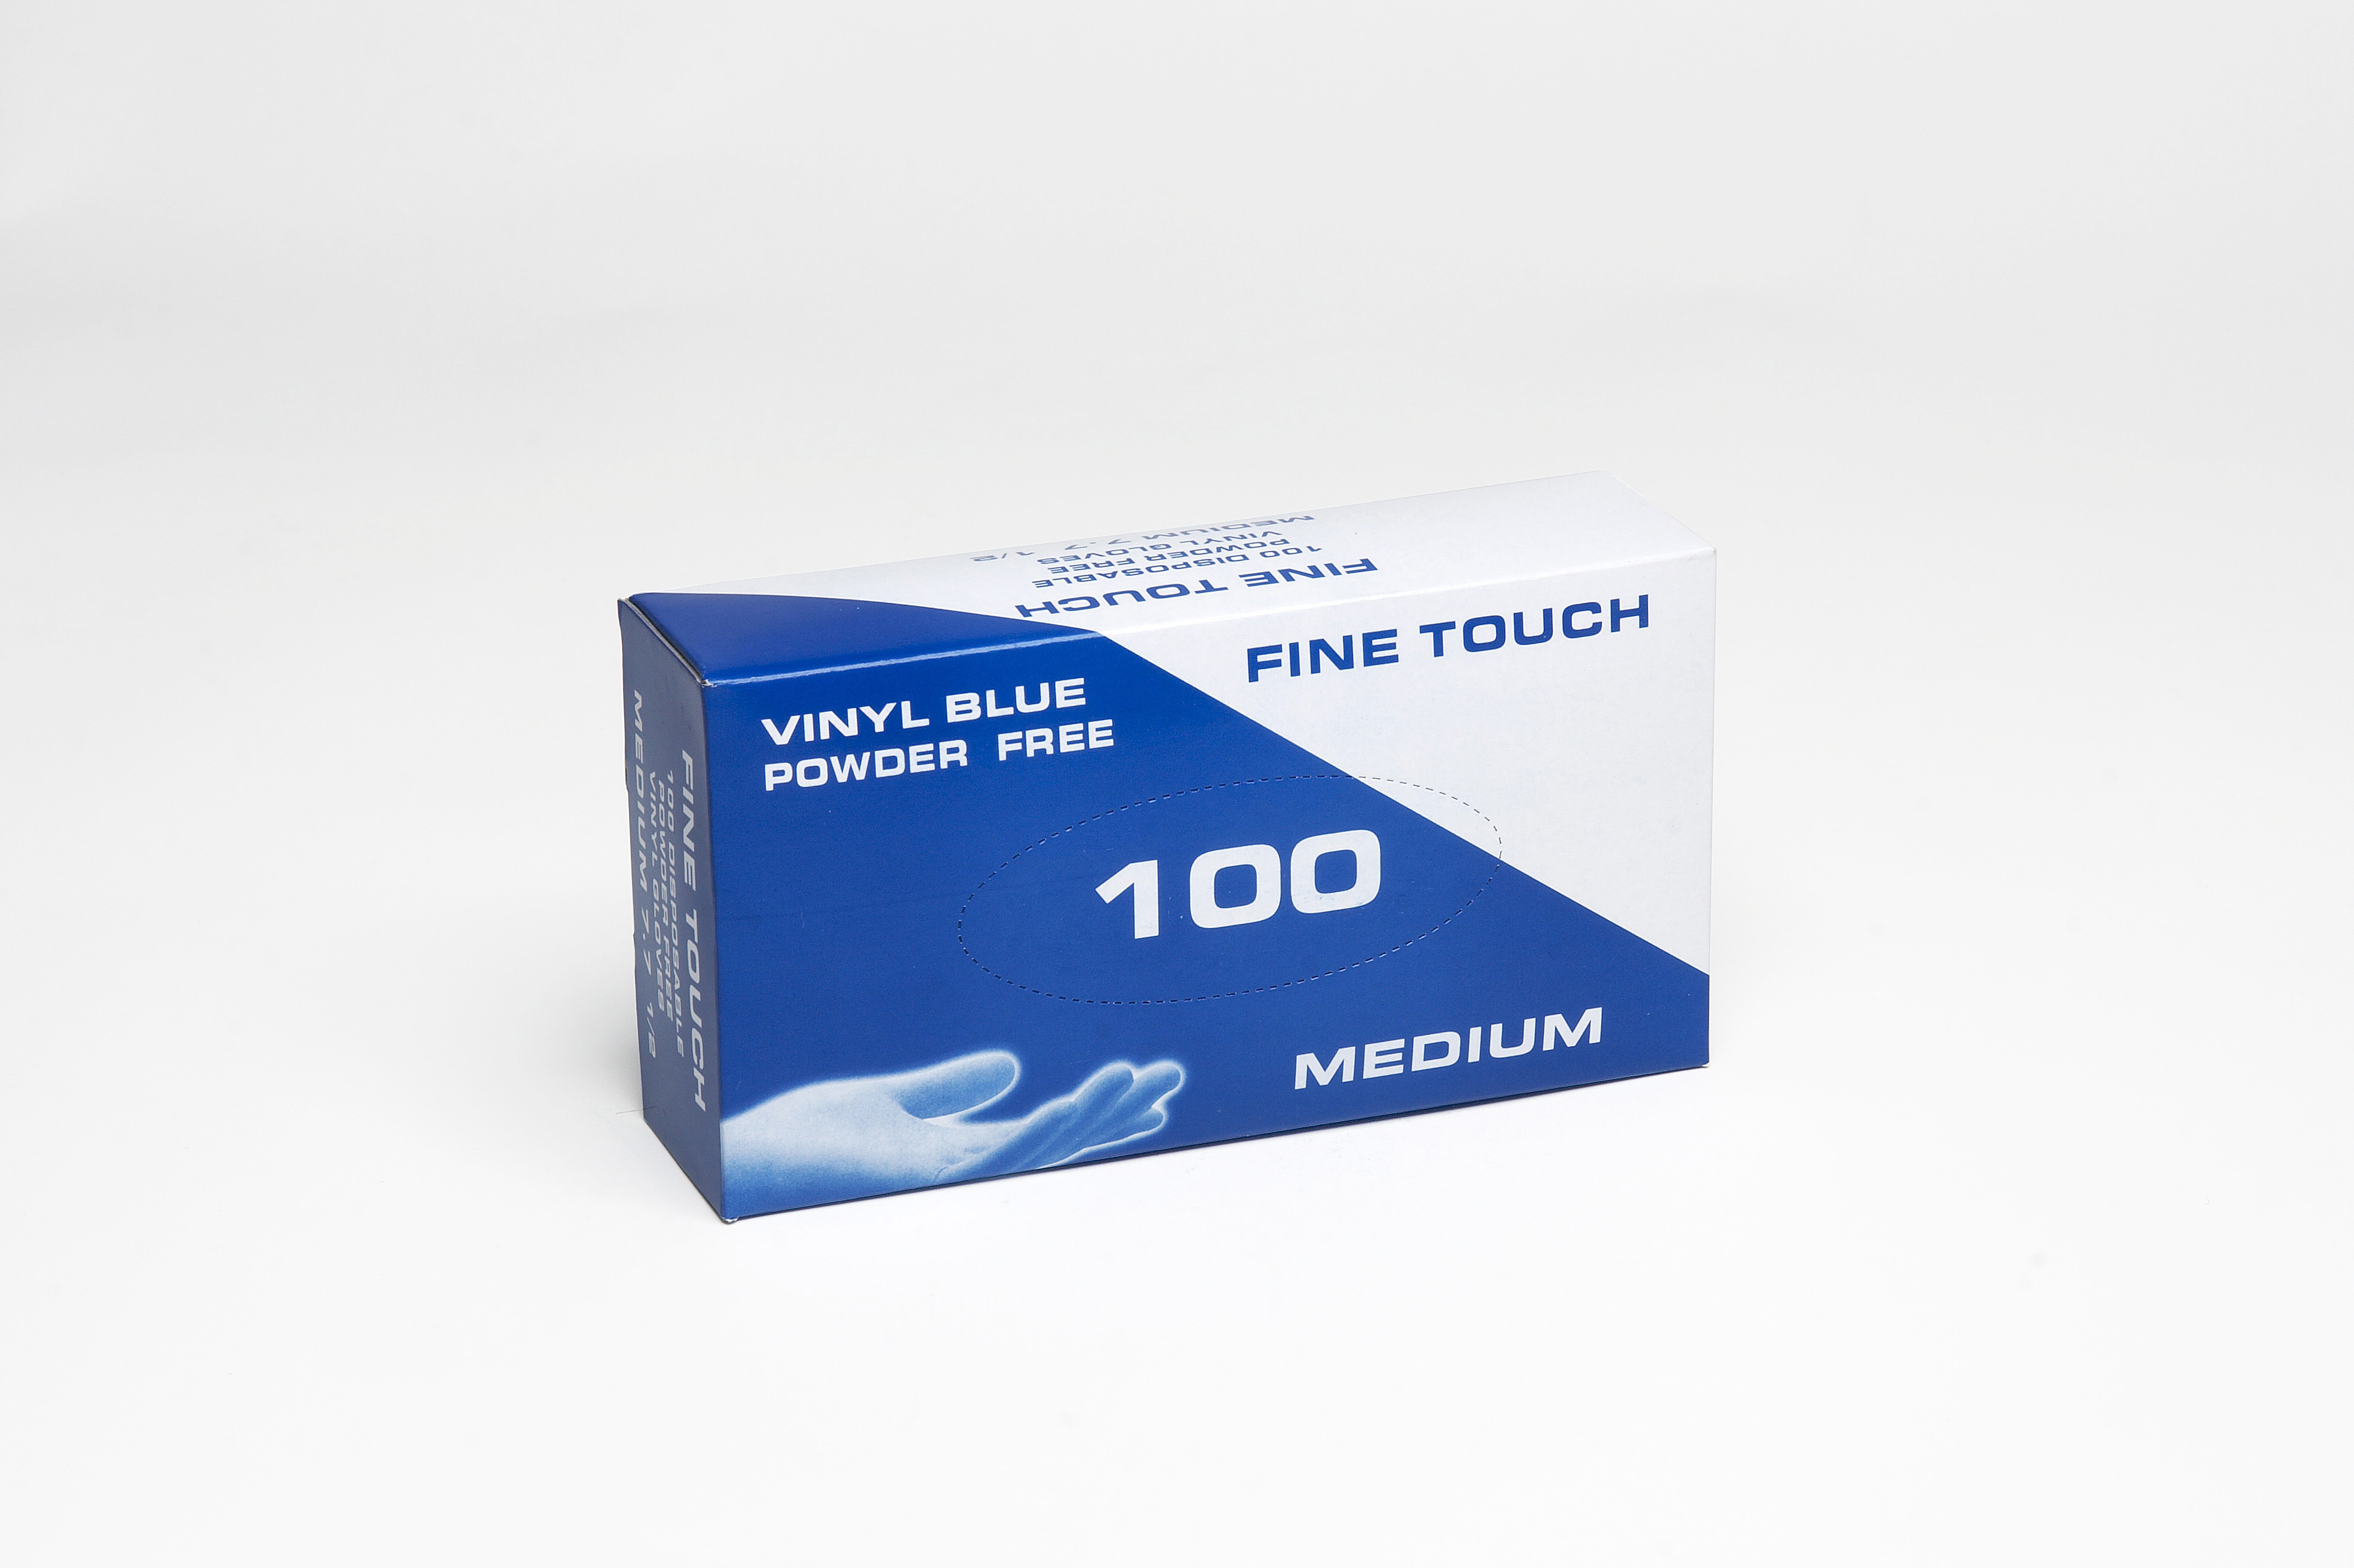 FINE TOUCH
100 DISPOSABLE
POWDER FREE
VINYL GLOVES
MEDIUM 7.7 1/2
FINE TOUCH
VINYL BLUE
POWDER FREE
100
MEDIUM
FINE TOUCH
100 DISPOSABLE
POWDER FREE
VINYL GLOVES
MEDIUM 7.7 1/2